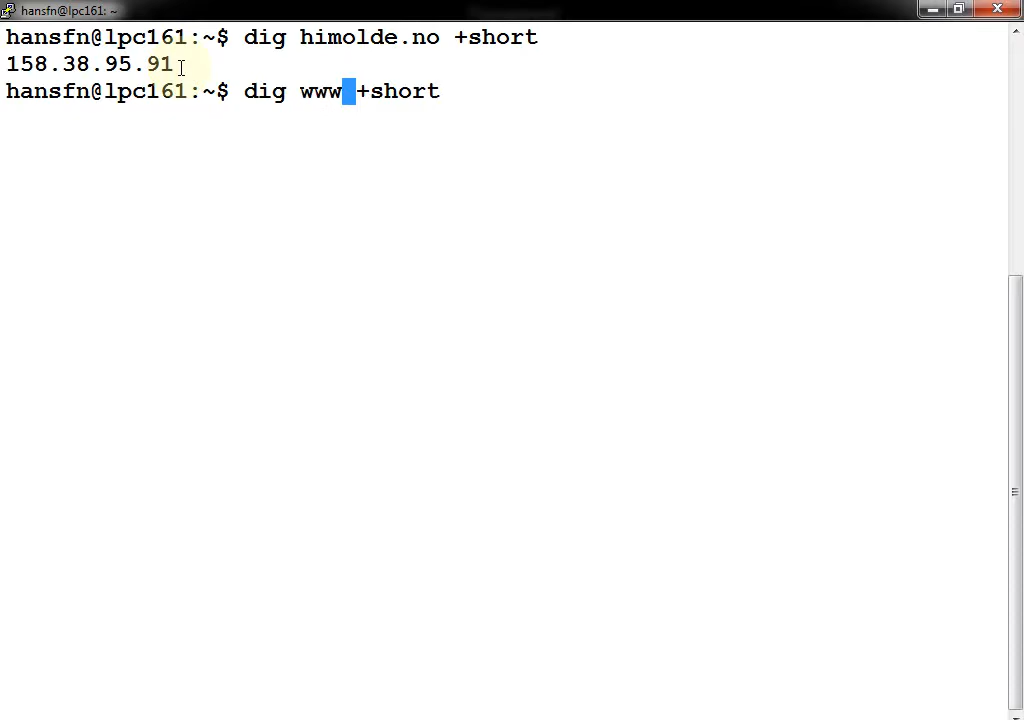 hansfn@lpc161: ~
hansfn@lpc161:~$ dig himolde.no +short
158.38.95.91
hansfn@lpc161:~$ dig www +short